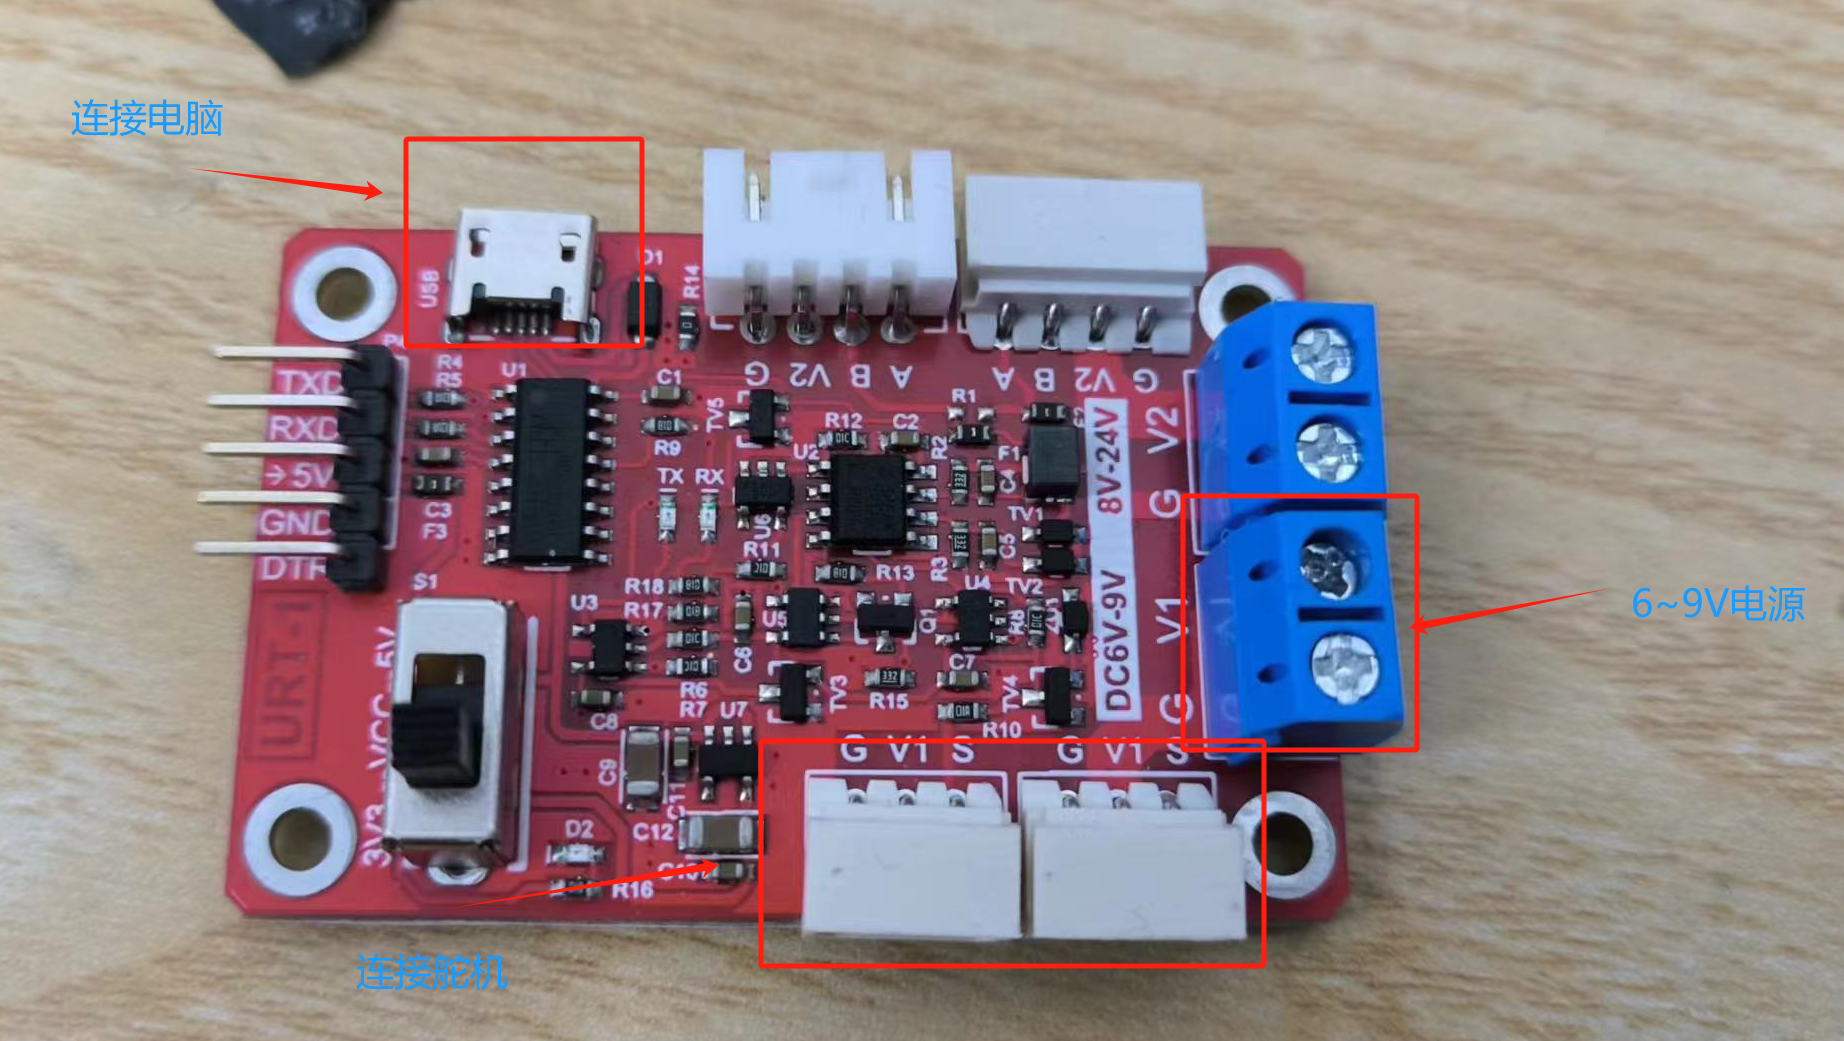 连接电脑
USB
D1
R14
P4
TXD
RXD
→5V
GND
DTR
R4
R5
U1
C1
R9
TX
RX
C3
F3
S1
TV5
G V2 B A
A B V2 G
R12
C2
U2
R1
R2
F1
F2
C4
TV1
8V-24V
V2
G
U6
R11
R13
R3
C5
TV2
U4
R8
ZD1
DC6V-9V
V1
G
6~9V电源
R18
R17
U3
U5
Q1
C6
C7
R6
R7
U7
TV3
R15
TV4
R10
C8
C9
C11
C12
URT-1
3V3
VCC
5V
G V1 S
G V1 S
D2
R16
连接舵机